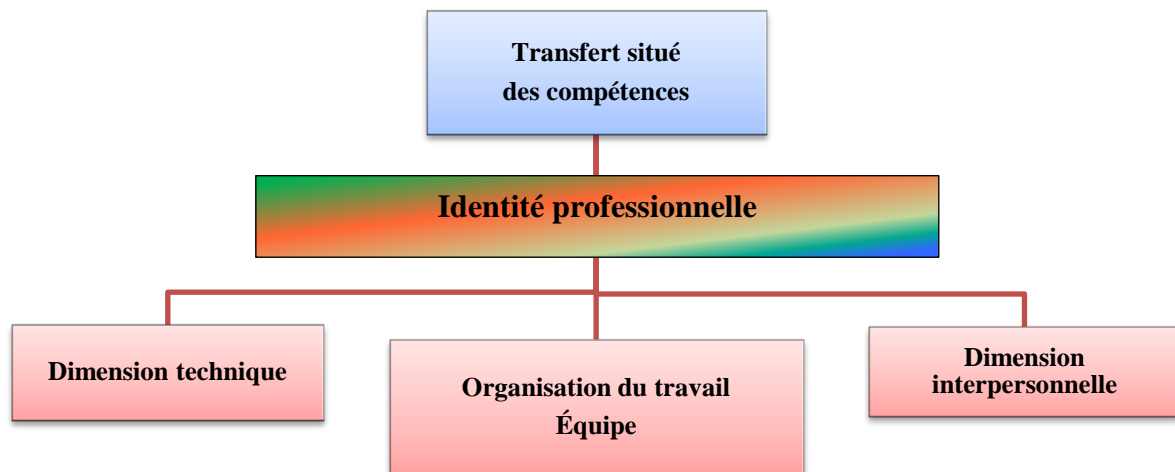 Transfert situé
des compétences
Identité professionnelle
Dimension technique
Organisation du travail
Équipe
Dimension
interpersonnelle